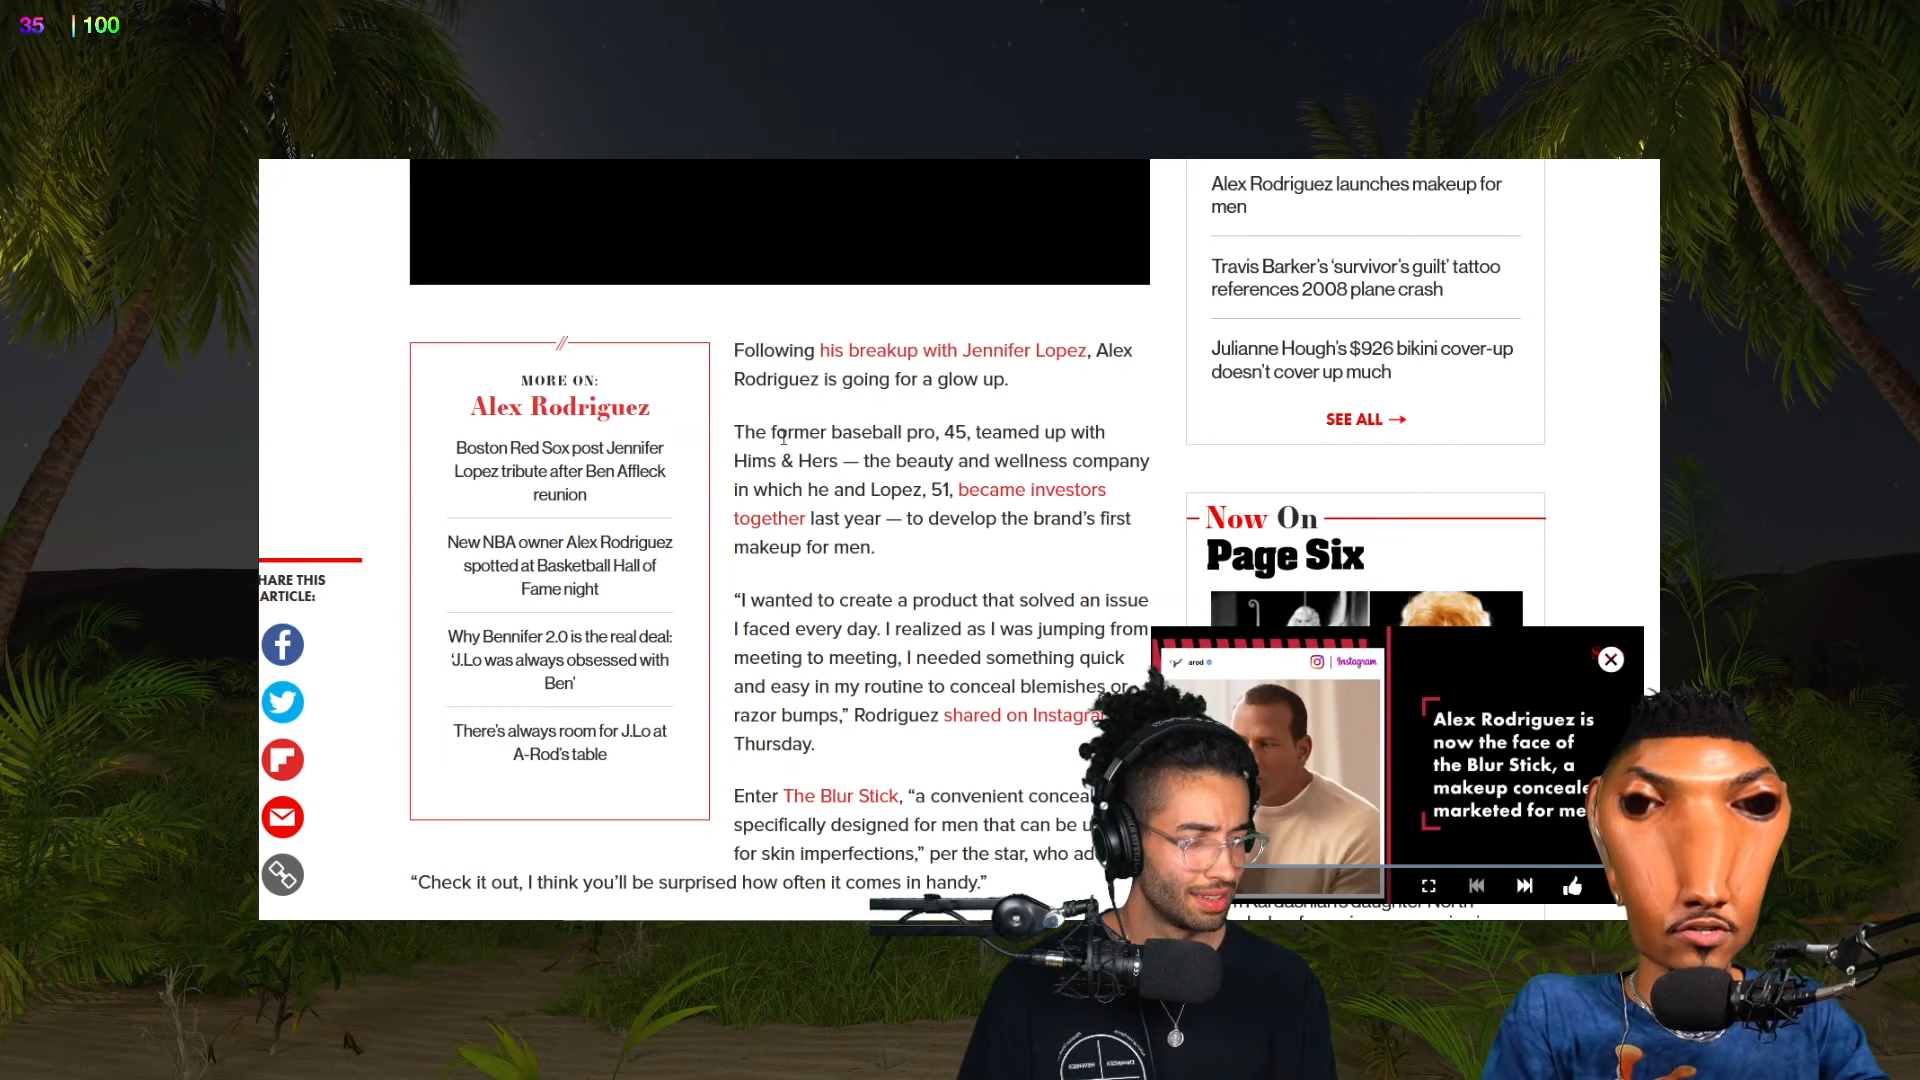 35 | 100
HARE THIS
ARTICLE:
MORE ON:
Alex Rodriguez
Boston Red Sox post Jennifer
Lopez tribute after Ben Affleck
reunion
New NBA owner Alex Rodriguez
spotted at Basketball Hall of
Fame night
Why Bennifer 2.0 is the real deal:
'J.Lo was always obsessed with
Ben'
There's always room for J.Lo at
A-Rod's table
Following his breakup with Jennifer Lopez, Alex
Rodriguez is going for a glow up.
The former baseball pro, 45, teamed up with
Hims & Hers — the beauty and wellness company
in which he and Lopez, 51, became investors
together last year — to develop the brand's first
makeup for men.
“I wanted to create a product that solved an issue
I faced every day. I realized as I was jumping from
meeting to meeting, I needed something quick
and easy in my routine to conceal blemishes or
razor bumps,” Rodriguez shared on Instagra
Thursday.
Enter The Blur Stick, “a convenient conceal
specifically designed for men that can be u
for skin imperfections,” per the star, who ad
“Check it out, I think you'll be surprised how often it comes in handy.”
Alex Rodriguez launches makeup for
men
Travis Barker's 'survivor's guilt' tattoo
references 2008 plane crash
Julianne Hough's $926 bikini cover-up
doesn't cover up much
SEE ALL →
Now On
Page Six
arod
Instagram
Alex Rodriguez is
now the face of
the Blur Stick, a
makeup conceale
marketed for me